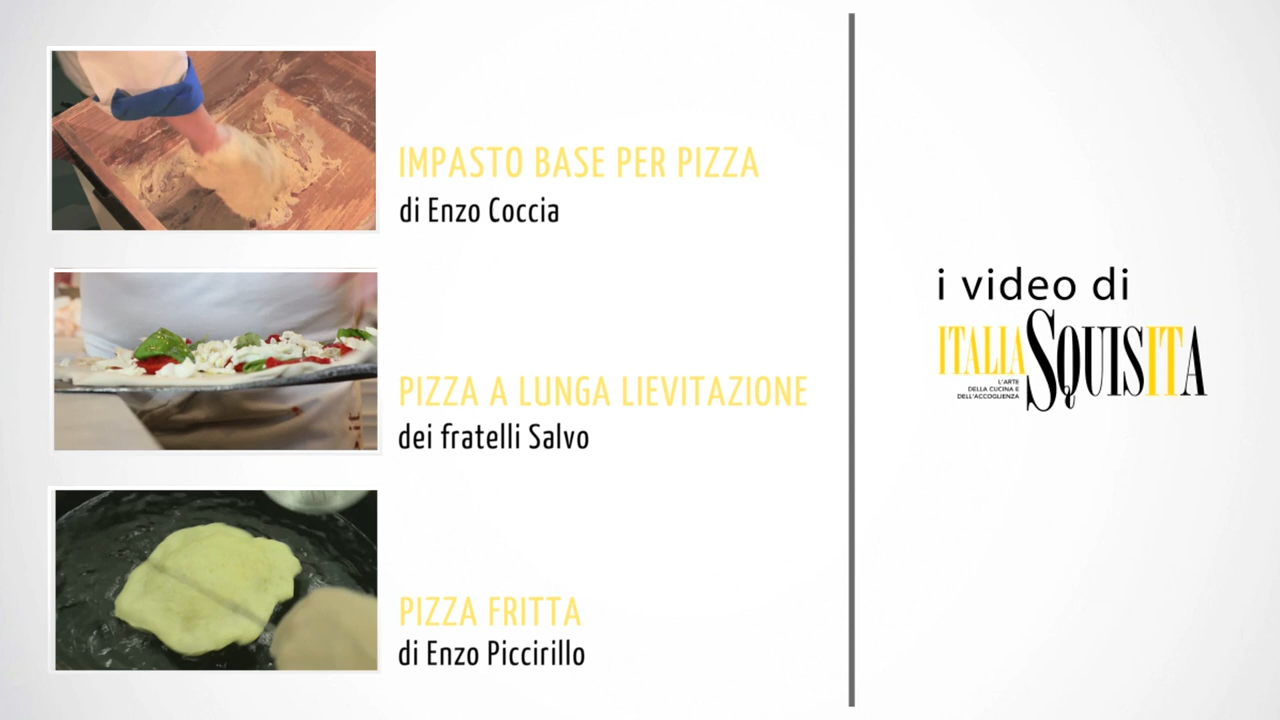 IMPASTO BASE PER PIZZA
di Enzo Coccia
PIZZA A LUNGA LIEVITAZIONE
dei fratelli Salvo
PIZZA FRITTA
di Enzo Piccirillo
i video di
ITALIA SQUISITA
L'ARTE
DELLA CUCINA E
DELL'ACCOGLIENZA